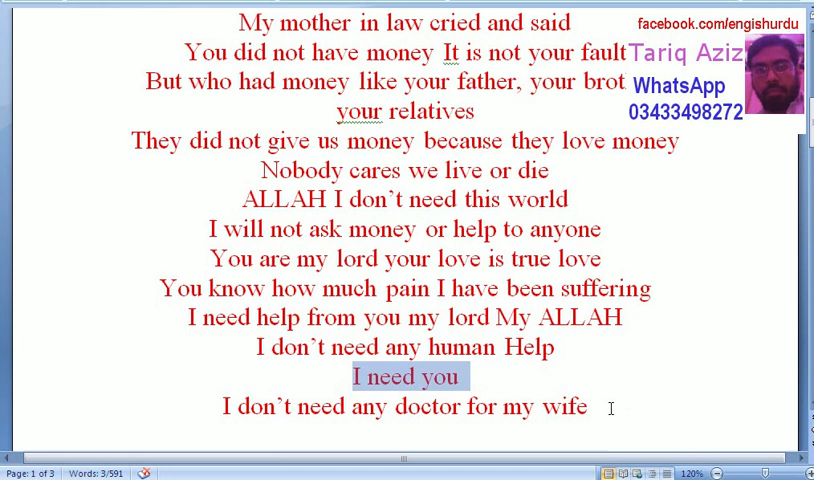 My mother in law cried and said
facebook.com/engishurdu
You did not have money It is not your fault
Tariq Aziz
But who had money like your father, your brot
WhatsApp
your relatives
03433498272
They did not give us money because they love money
Nobody cares we live or die
ALLAH I don't need this world
I will not ask money or help to anyone
You are my lord your love is true love
You know how much pain I have been suffering
I need help from you my lord My ALLAH
I don't need any human Help
I need you
I don't need any doctor for my wife
Page: 1 of 3 Words: 3/591 120%